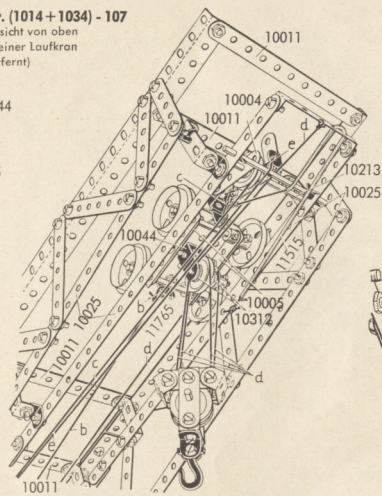 . (1014+1034) - 107
sicht von oben
einer Laufkran
fernt)
10011
44
10004
d
10011
e
c
10213
10025
10044
c
11515
b
10005
10312
10025
11765
10011
d
d
c
b
e
10011